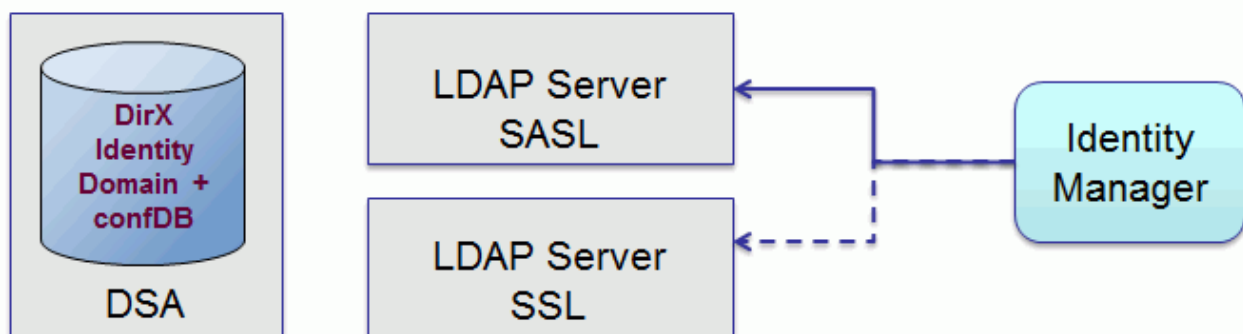 DirX
Identity
Domain +
confDB
DSA
LDAP Server
SASL
LDAP Server
SSL
Identity
Manager